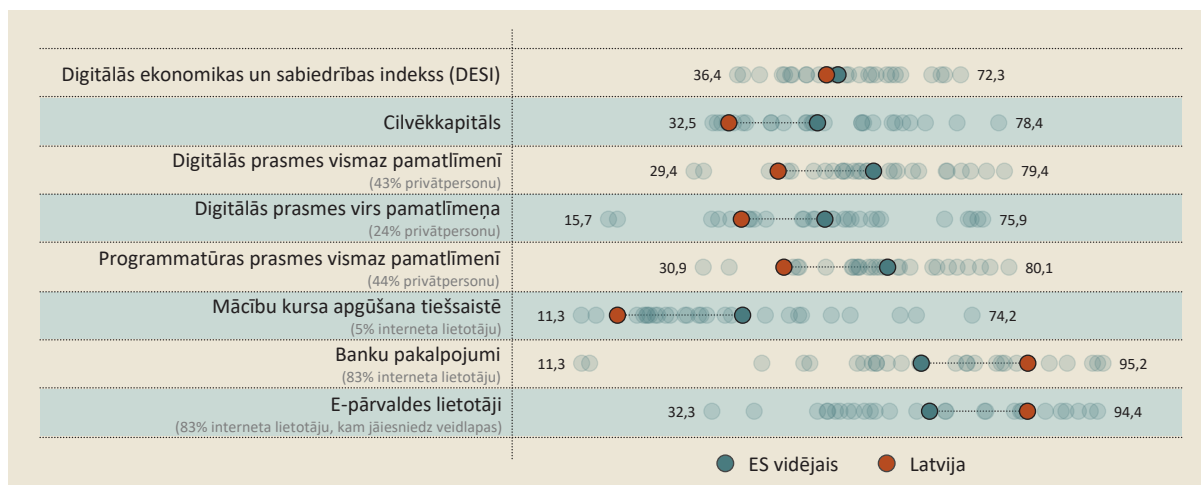 Digitālās ekonomikas un sabiedrības indekss (DESI)
36,4
72,3
Cilvēkkapitāls
32,5
78,4
Digitālās prasmes vismaz pamatlīmenī
(43% privātpersonu)
29,4
79,4
Digitālās prasmes virs pamatlīmeņa
(24% privātpersonu)
15,7
75,9
Programmatūras prasmes vismaz pamatlīmenī
(44% privātpersonu)
30,9
80,1
Mācību kursa apgūšana tiešsaistē
(5% interneta lietotāju)
11,3
74,2
Banku pakalpojumi
(83% interneta lietotāju)
11,3
95,2
E-pārvaldes lietotāji
(83% interneta lietotāju, kam jāiesniedz veidlapas)
32,3
94,4
ES vidējais
Latvija